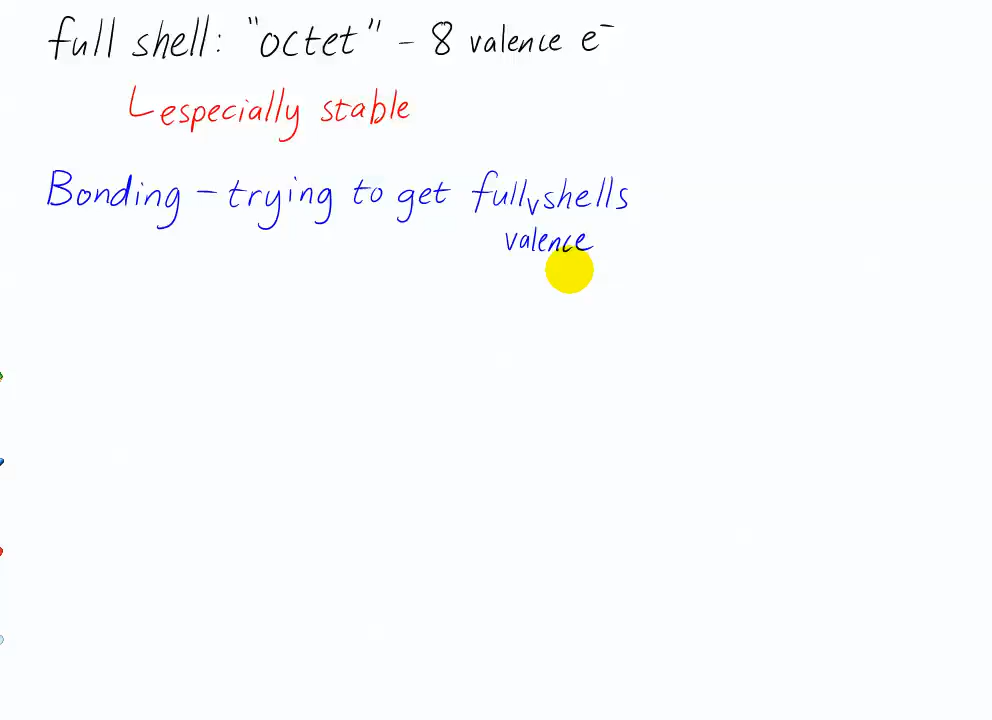 full shell: "octet" - 8 valence e⁻
especially stable
Bonding - trying to get full shells
valence